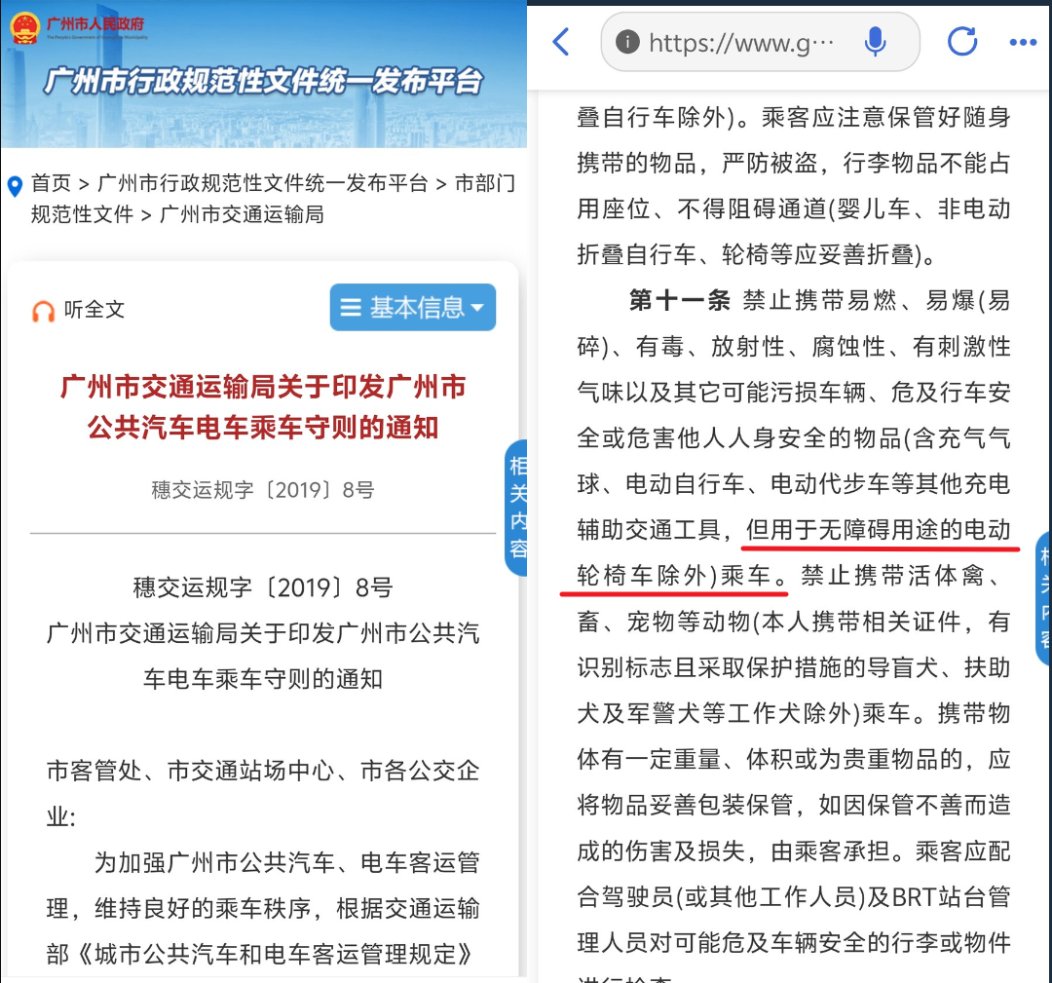 广州市人民政府
广州市行政规范性文件统一发布平台
首页 > 广州市行政规范性文件统一发布平台 > 市部门
规范性文件 > 广州市交通运输局
听全文
基本信息
广州市交通运输局关于印发广州市
公共汽车电车乘车守则的通知
穗交运规字〔2019〕8号
相关内容
穗交运规字〔2019〕8号
广州市交通运输局关于印发广州市公共汽
车电车乘车守则的通知
市客管处、市交通站场中心、市各公交企
业:
为加强广州市公共汽车、电车客运管
理，维持良好的乘车秩序，根据交通运输
部《城市公共汽车和电车客运管理规定》
https://www.g…
叠自行车除外)。乘客应注意保管好随身
携带的物品，严防被盗，行李物品不能占
用座位、不得阻碍通道(婴儿车、非电动
折叠自行车、轮椅等应妥善折叠)。
第十一条 禁止携带易燃、易爆(易
碎)、有毒、放射性、腐蚀性、有刺激性
气味以及其它可能污损车辆、危及行车安
全或危害他人人身安全的物品(含充气气
球、电动自行车、电动代步车等其他充电
辅助交通工具，但用于无障碍用途的电动
轮椅车除外)乘车。禁止携带活体禽、
畜、宠物等动物(本人携带相关证件，有
识别标志且采取保护措施的导盲犬、扶助
犬及军警犬等工作犬除外)乘车。携带物
体有一定重量、体积或为贵重物品的，应
将物品妥善包装保管，如因保管不善而造
成的伤害及损失，由乘客承担。乘客应配
合驾驶员(或其他工作人员)及BRT站台管
理人员对可能危及车辆安全的行李或物件